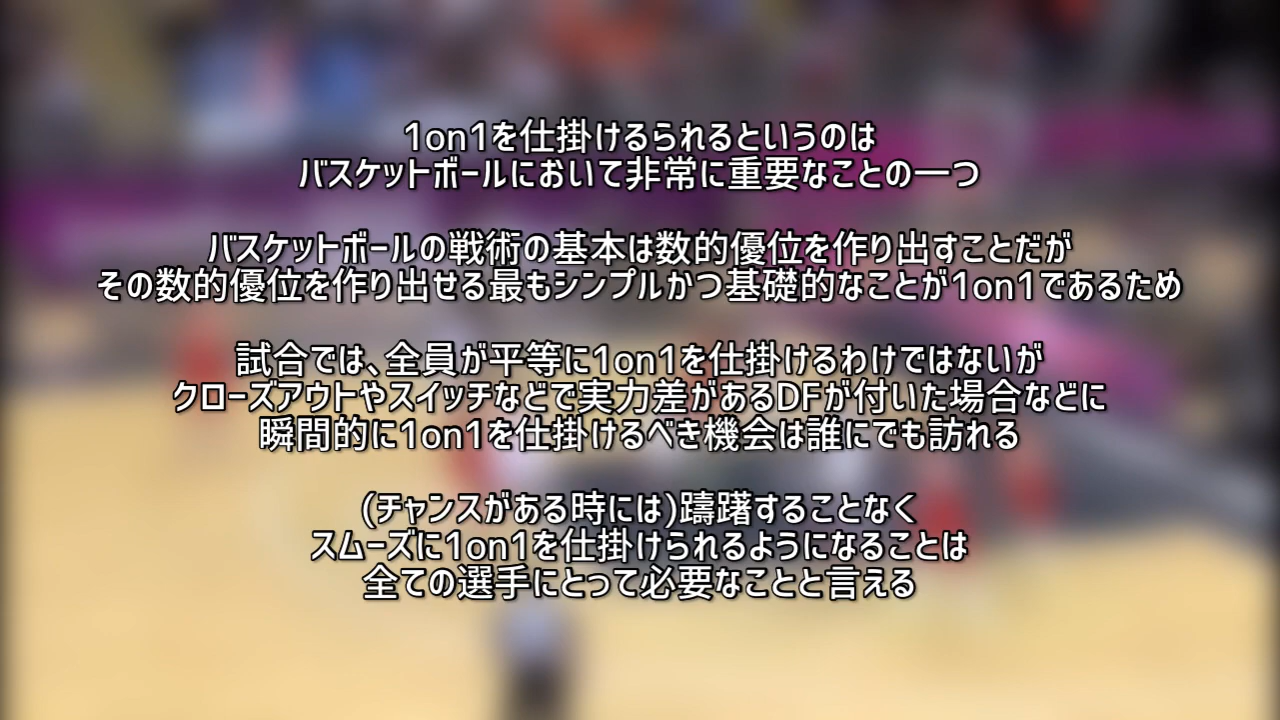 1on1を仕掛けるられるというのは
バスケットボールにおいて非常に重要なことの一つ
バスケットボールの戦術の基本は数的優位を作り出すことだが
その数的優位を作り出せる最もシンプルかつ基礎的なことが1on1であるため
試合では、全員が平等に1on1を仕掛けるわけではないが
クローズアウトやスイッチなどで実力差があるDFが付いた場合などに
瞬間的に1on1を仕掛けるべき機会は誰にでも訪れる
(チャンスがある時には)躊躇することなく
スムーズに1on1を仕掛けられるようになることは
全ての選手にとって必要なことと言える